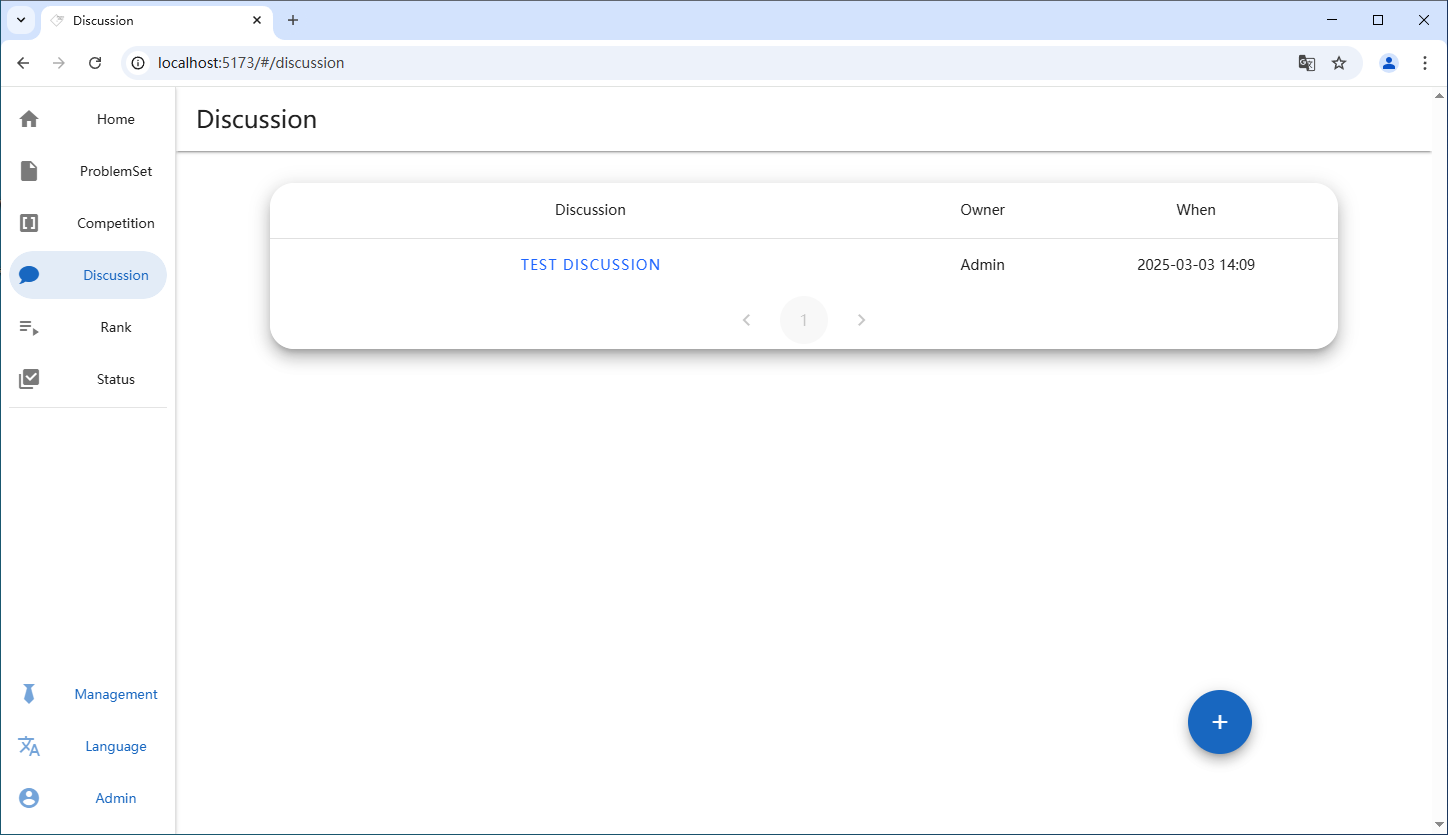 Discussion
localhost:5173/#/discussion
Home
ProblemSet
Competition
Discussion
Rank
Status
Management
Language
Admin
Discussion
Discussion Owner When
TEST DISCUSSION Admin 2025-03-03 14:09
1